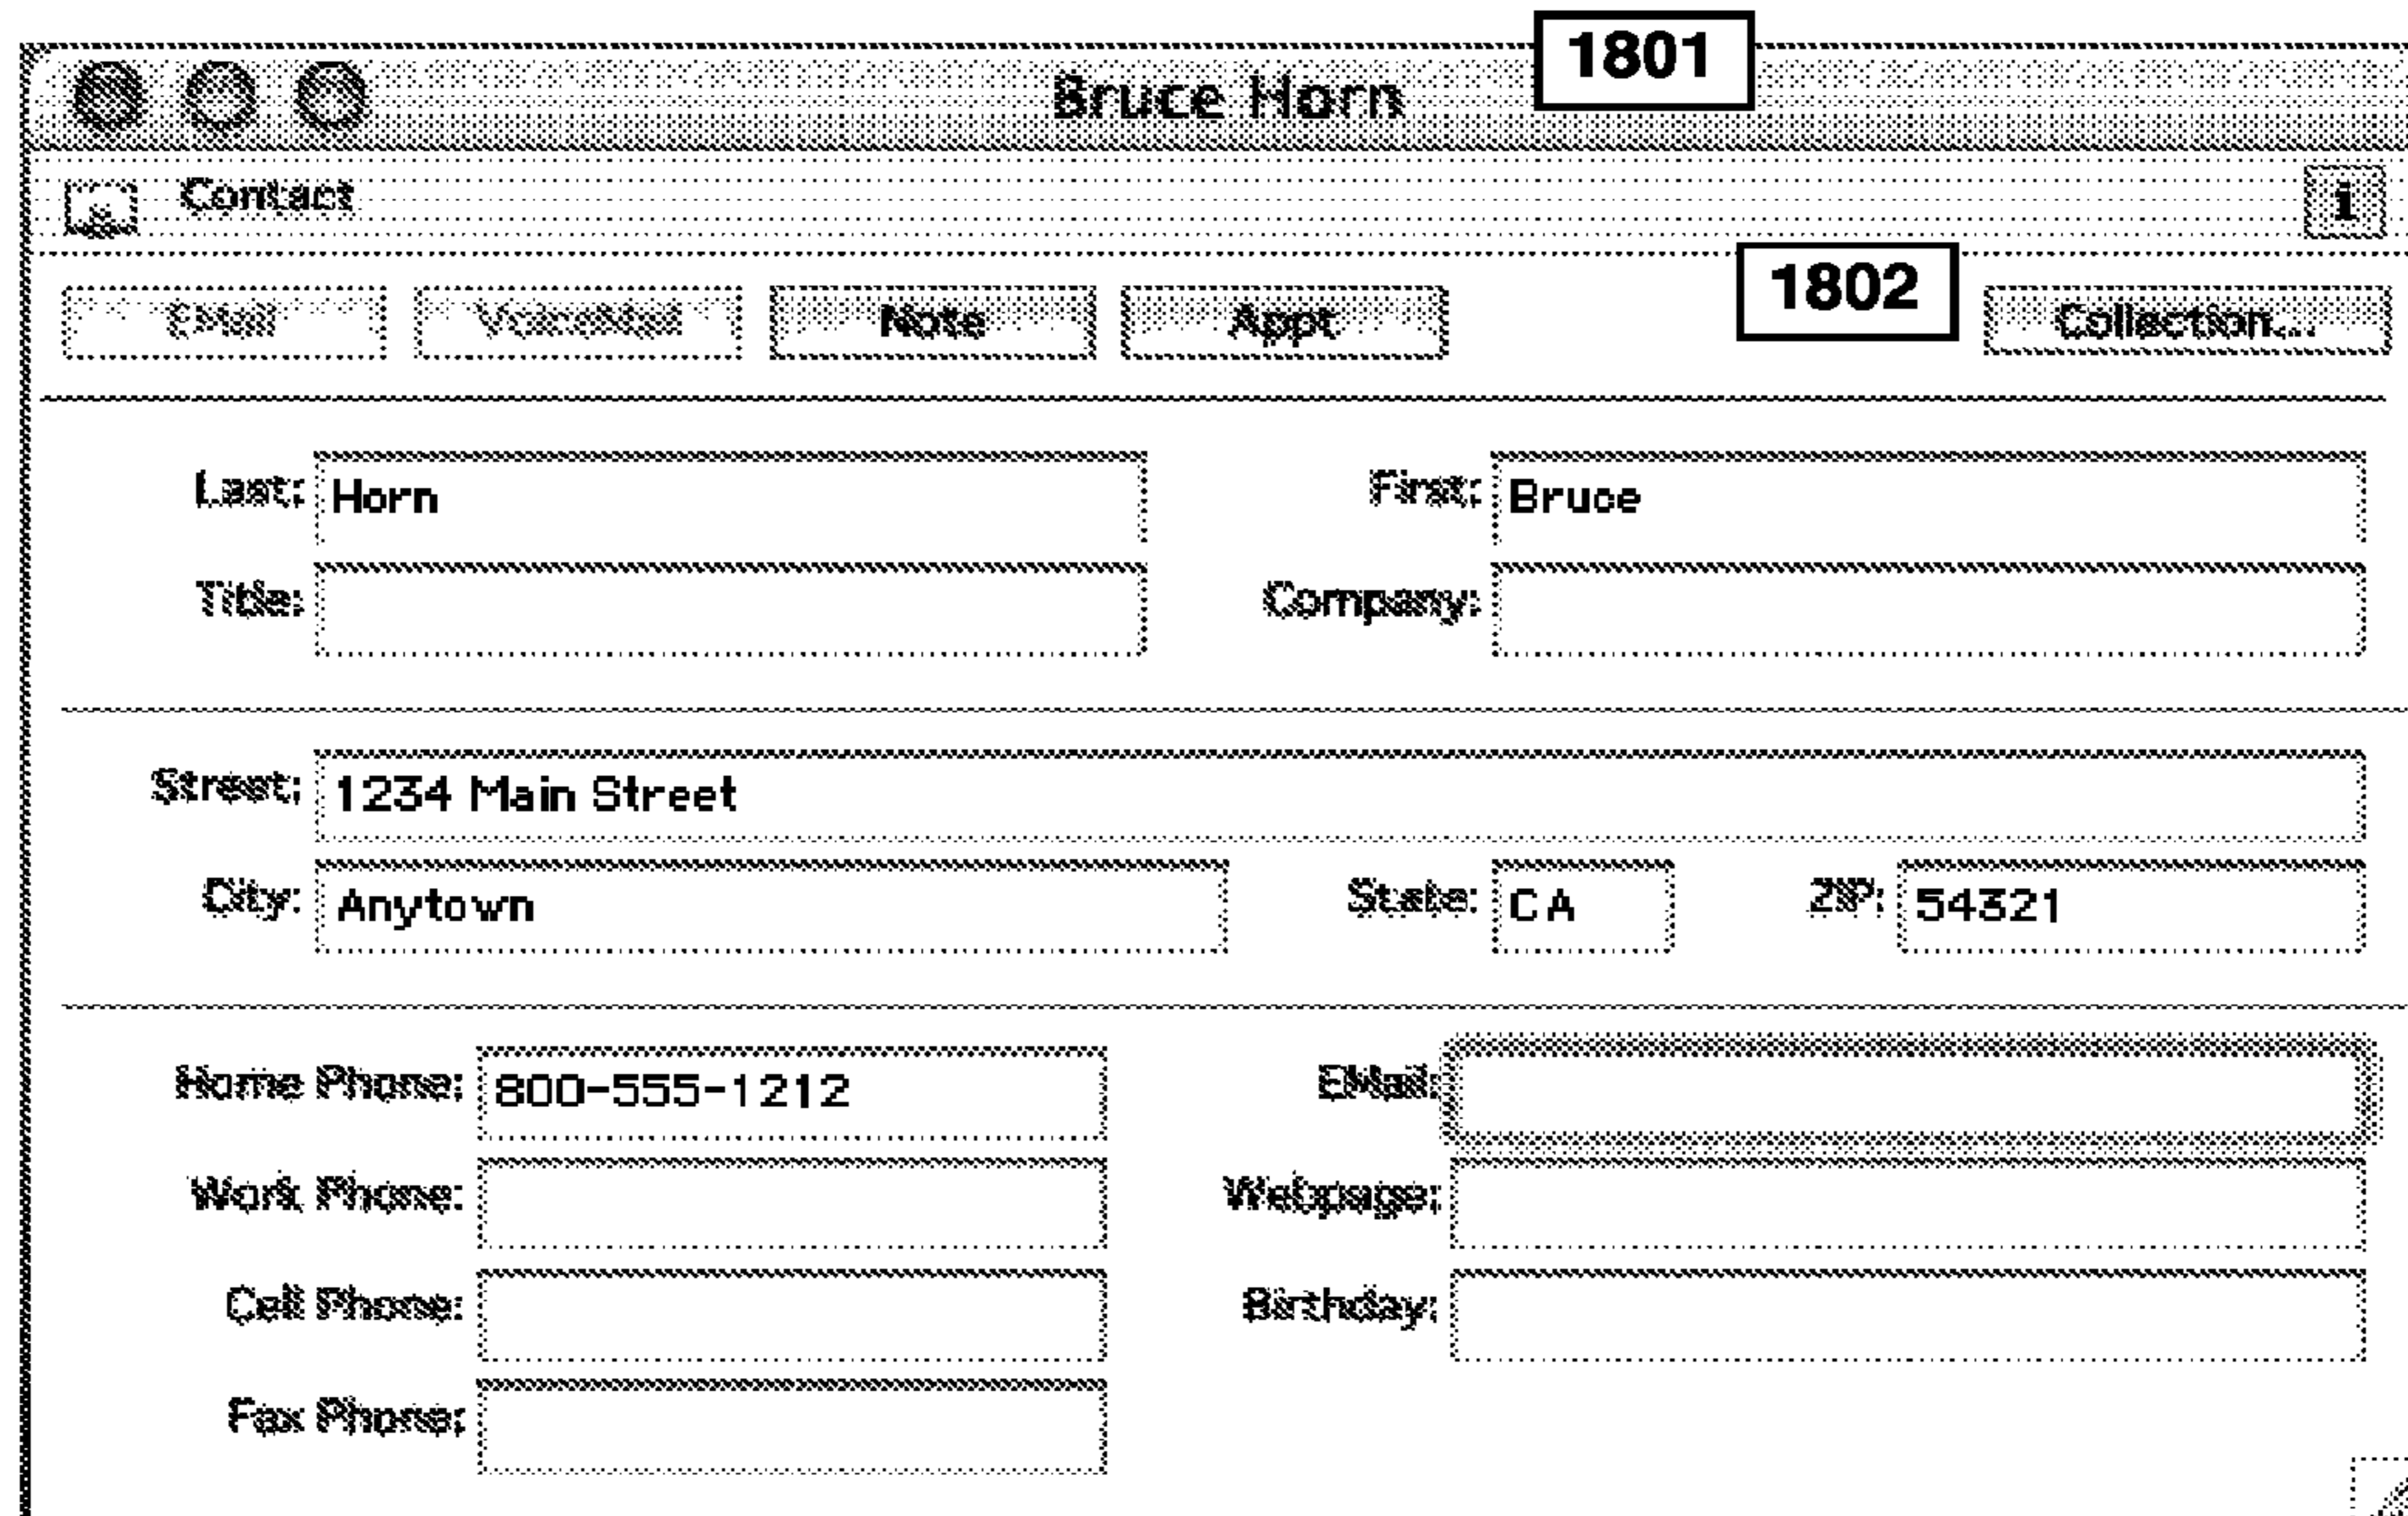 Bruce Horn 1801
Contact i
1802
EMail VoiceMail Note Appt Collection...
Last: Horn First: Bruce
Title: Company:
Street: 1234 Main Street
City: Anytown State: CA ZIP: 54321
Home Phone: 800-555-1212 EMail:
Work Phone: Webpage:
Cell Phone: Birthday:
Fax Phone: